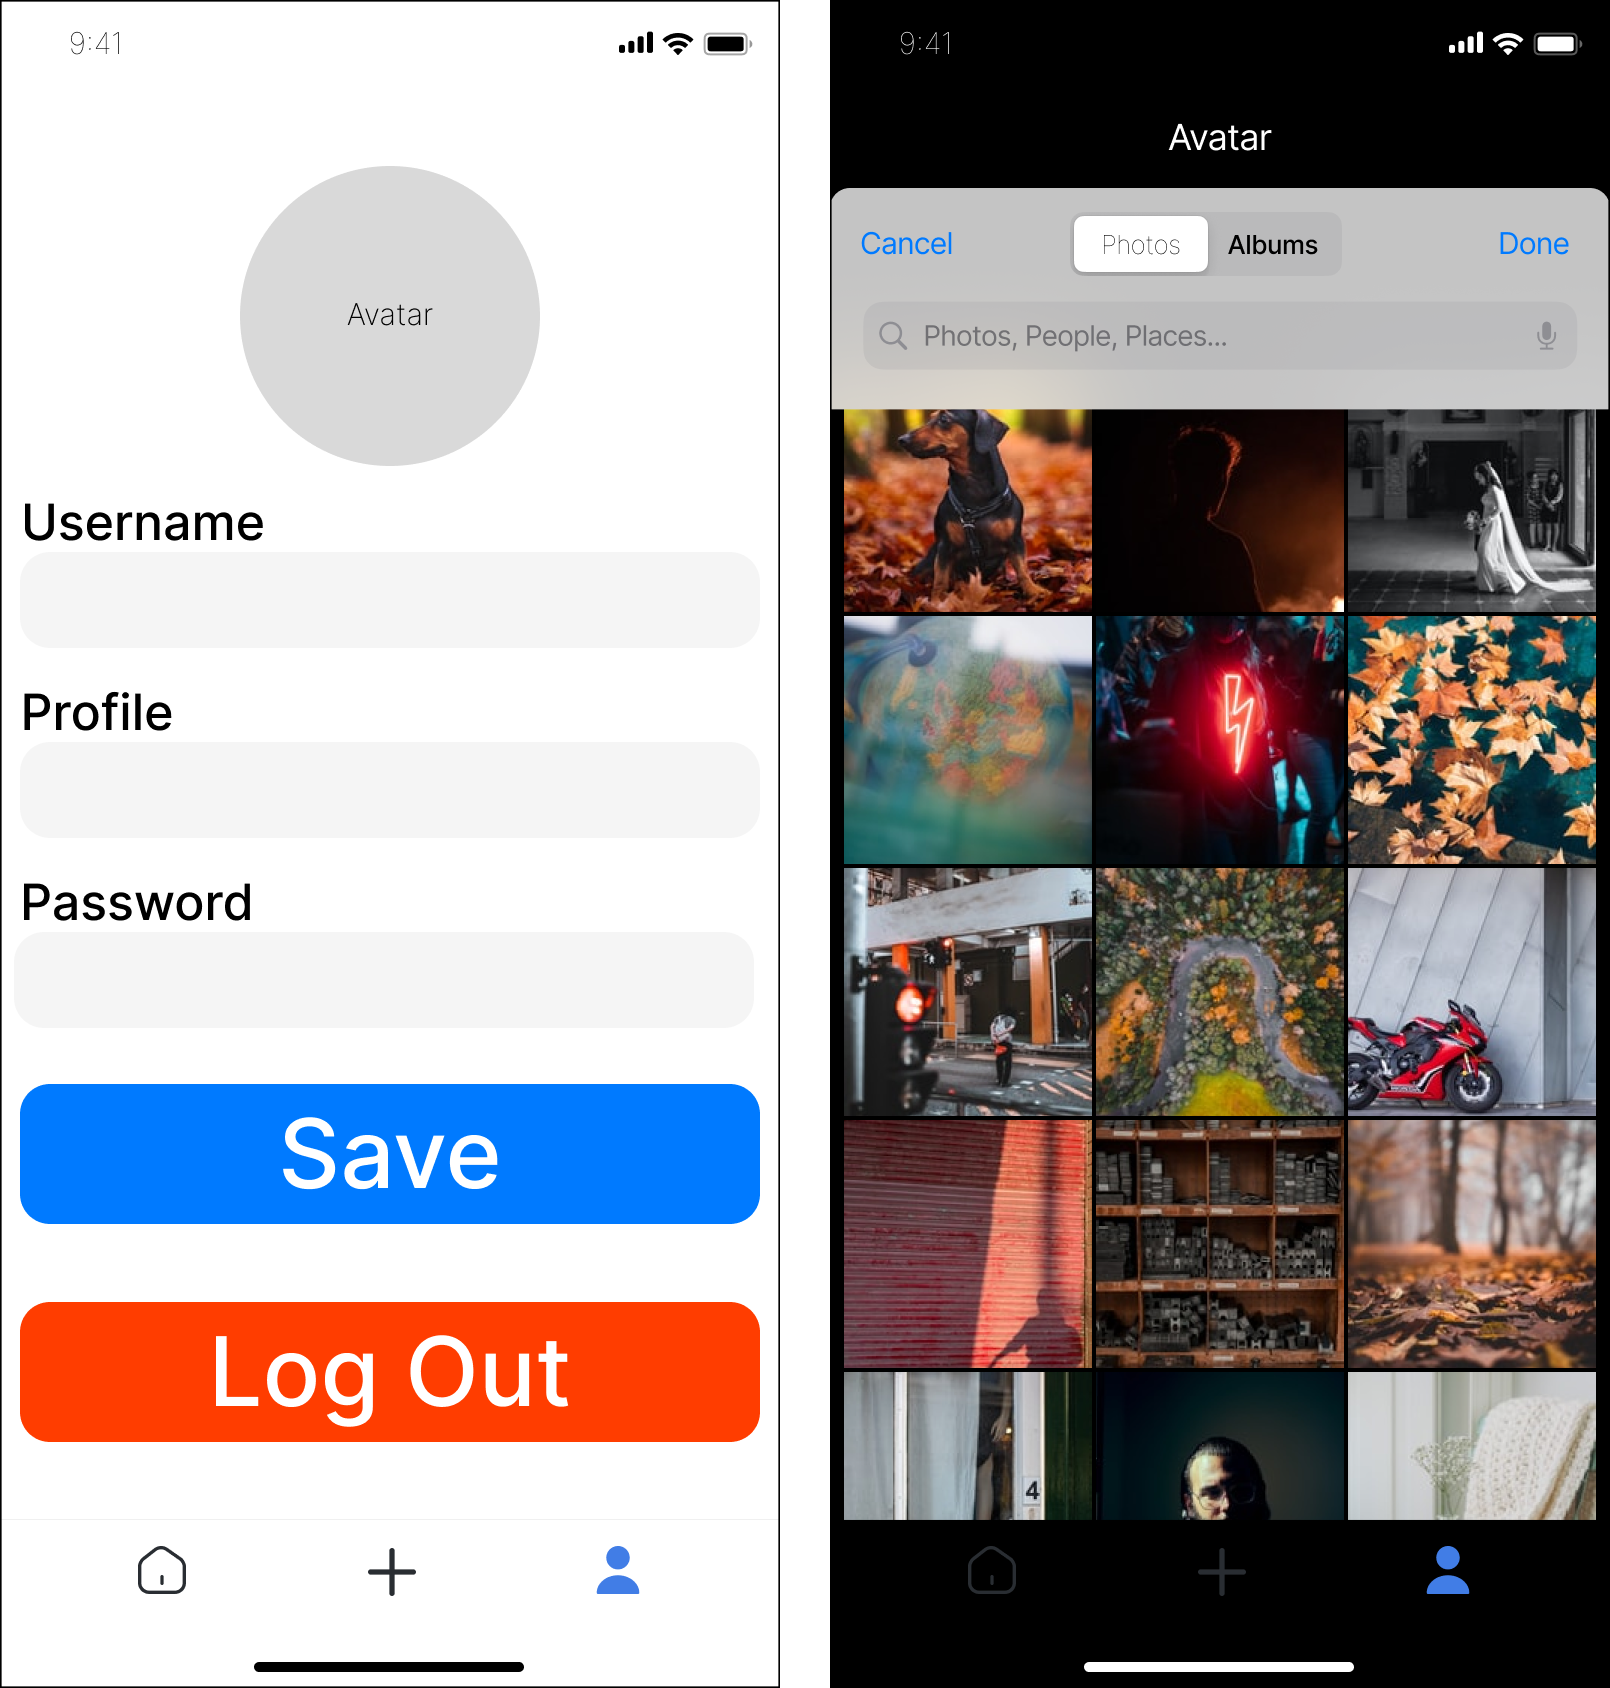 9:41
Avatar
Username
Profile
Password
Save
Log Out
9:41
Avatar
Cancel
Photos
Albums
Done
Photos, People, Places...
4